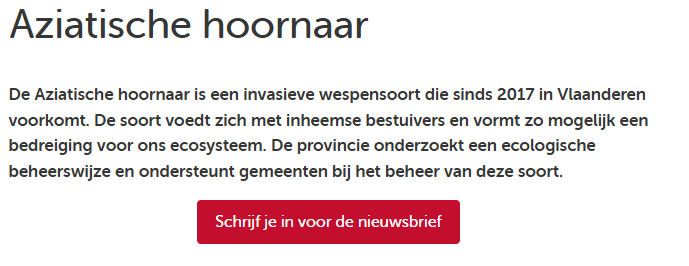 Aziatische hoornaar
De Aziatische hoornaar is een invasieve wespensoort die sinds 2017 in Vlaanderen
voorkomt. De soort voedt zich met inheemse bestuivers en vormt zo mogelijk een
bedreiging voor ons ecosysteem. De provincie onderzoekt een ecologische
beheerswijze en ondersteunt gemeenten bij het beheer van deze soort.
Schrijf je in voor de nieuwsbrief